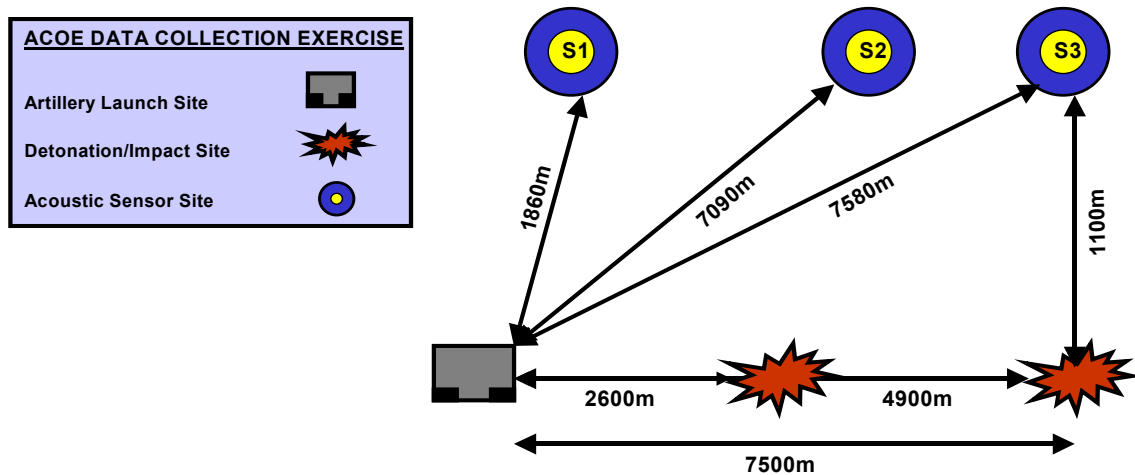 ACOE DATA COLLECTION EXERCISE
Artillery Launch Site
Detonation/Impact Site
Acoustic Sensor Site
S1
S2
S3
1860m
7090m
7580m
1100m
2600m
4900m
7500m